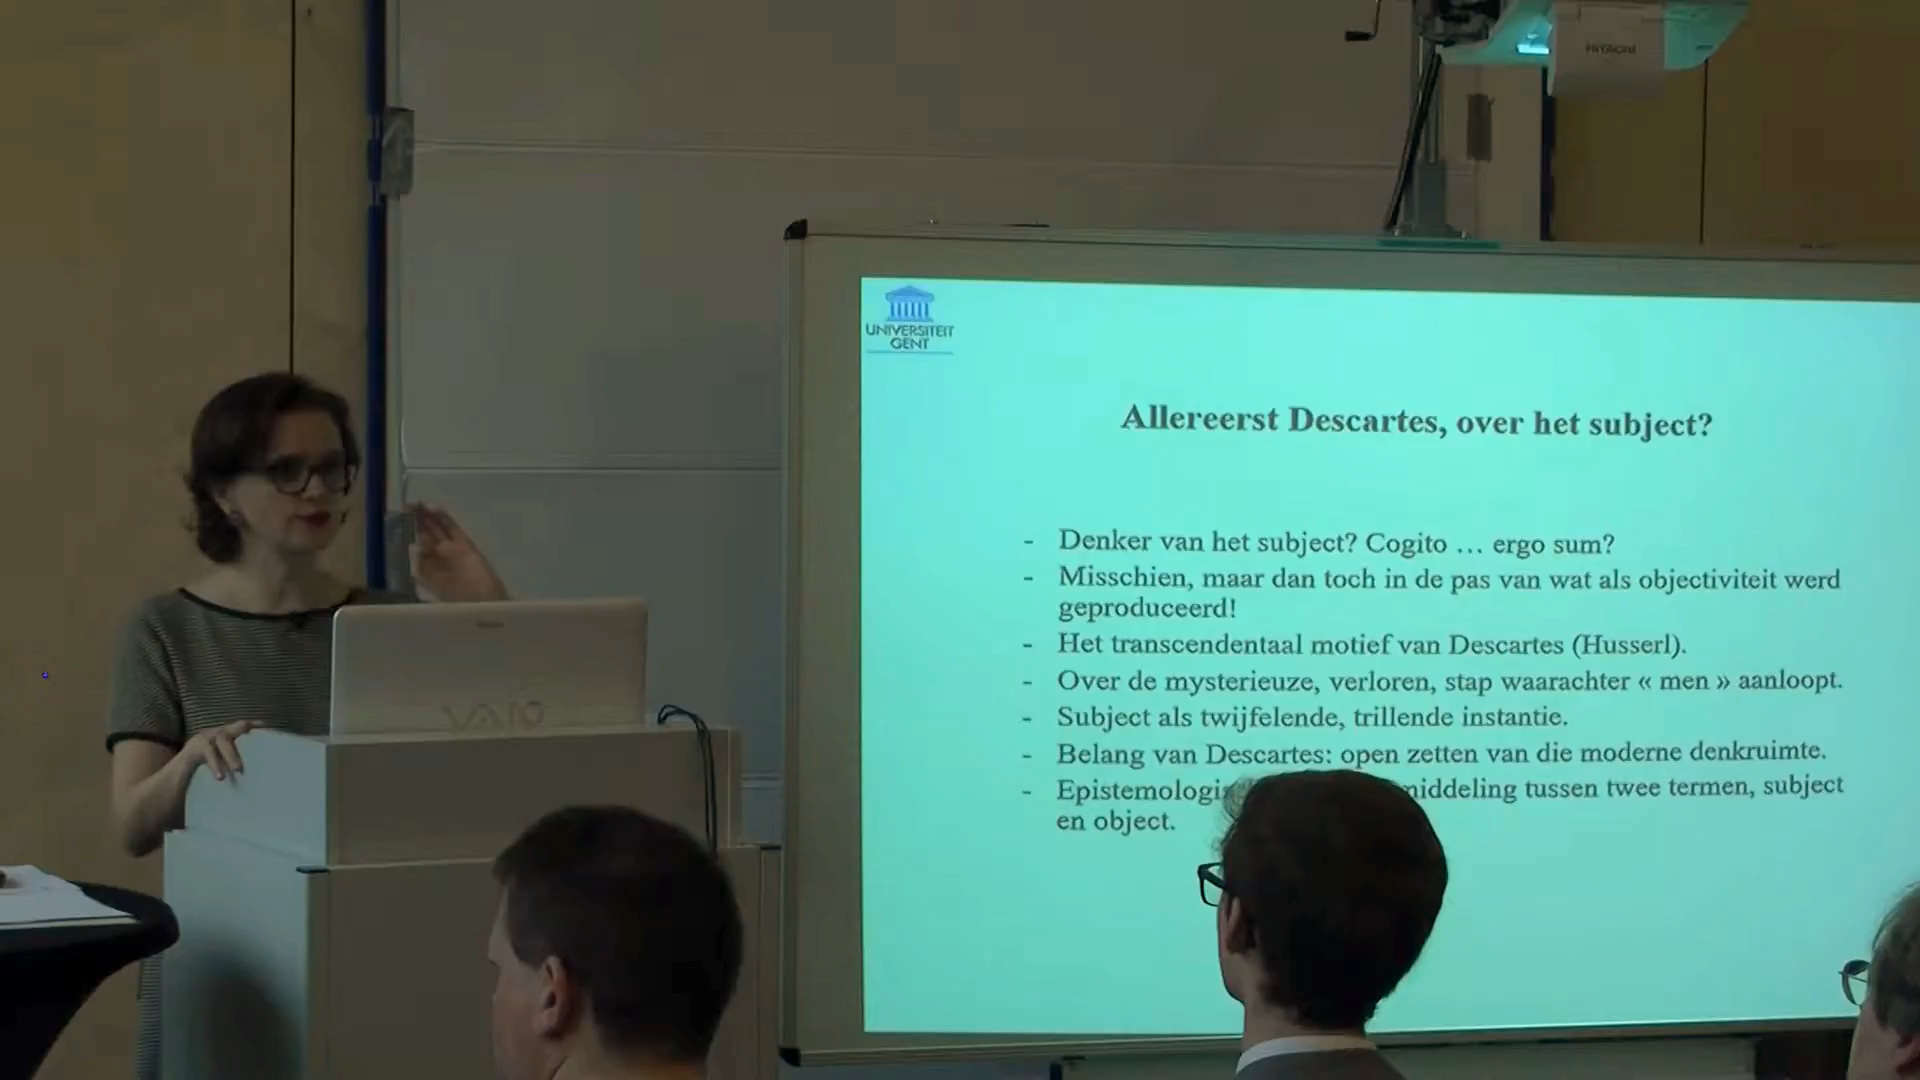 HITACHI
UNIVERSITEIT
GENT
Allereerst Descartes, over het subject?
- Denker van het subject? Cogito … ergo sum?
- Misschien, maar dan toch in de pas van wat als objectiviteit werd
geproduceerd!
- Het transcendentaal motief van Descartes (Husserl).
- Over de mysterieuze, verloren, stap waarachter « men » aanloopt.
- Subject als twijfelende, trillende instantie.
- Belang van Descartes: open zetten van die moderne denkruimte.
- middeling tussen twee termen, subject
en object.
VAIO